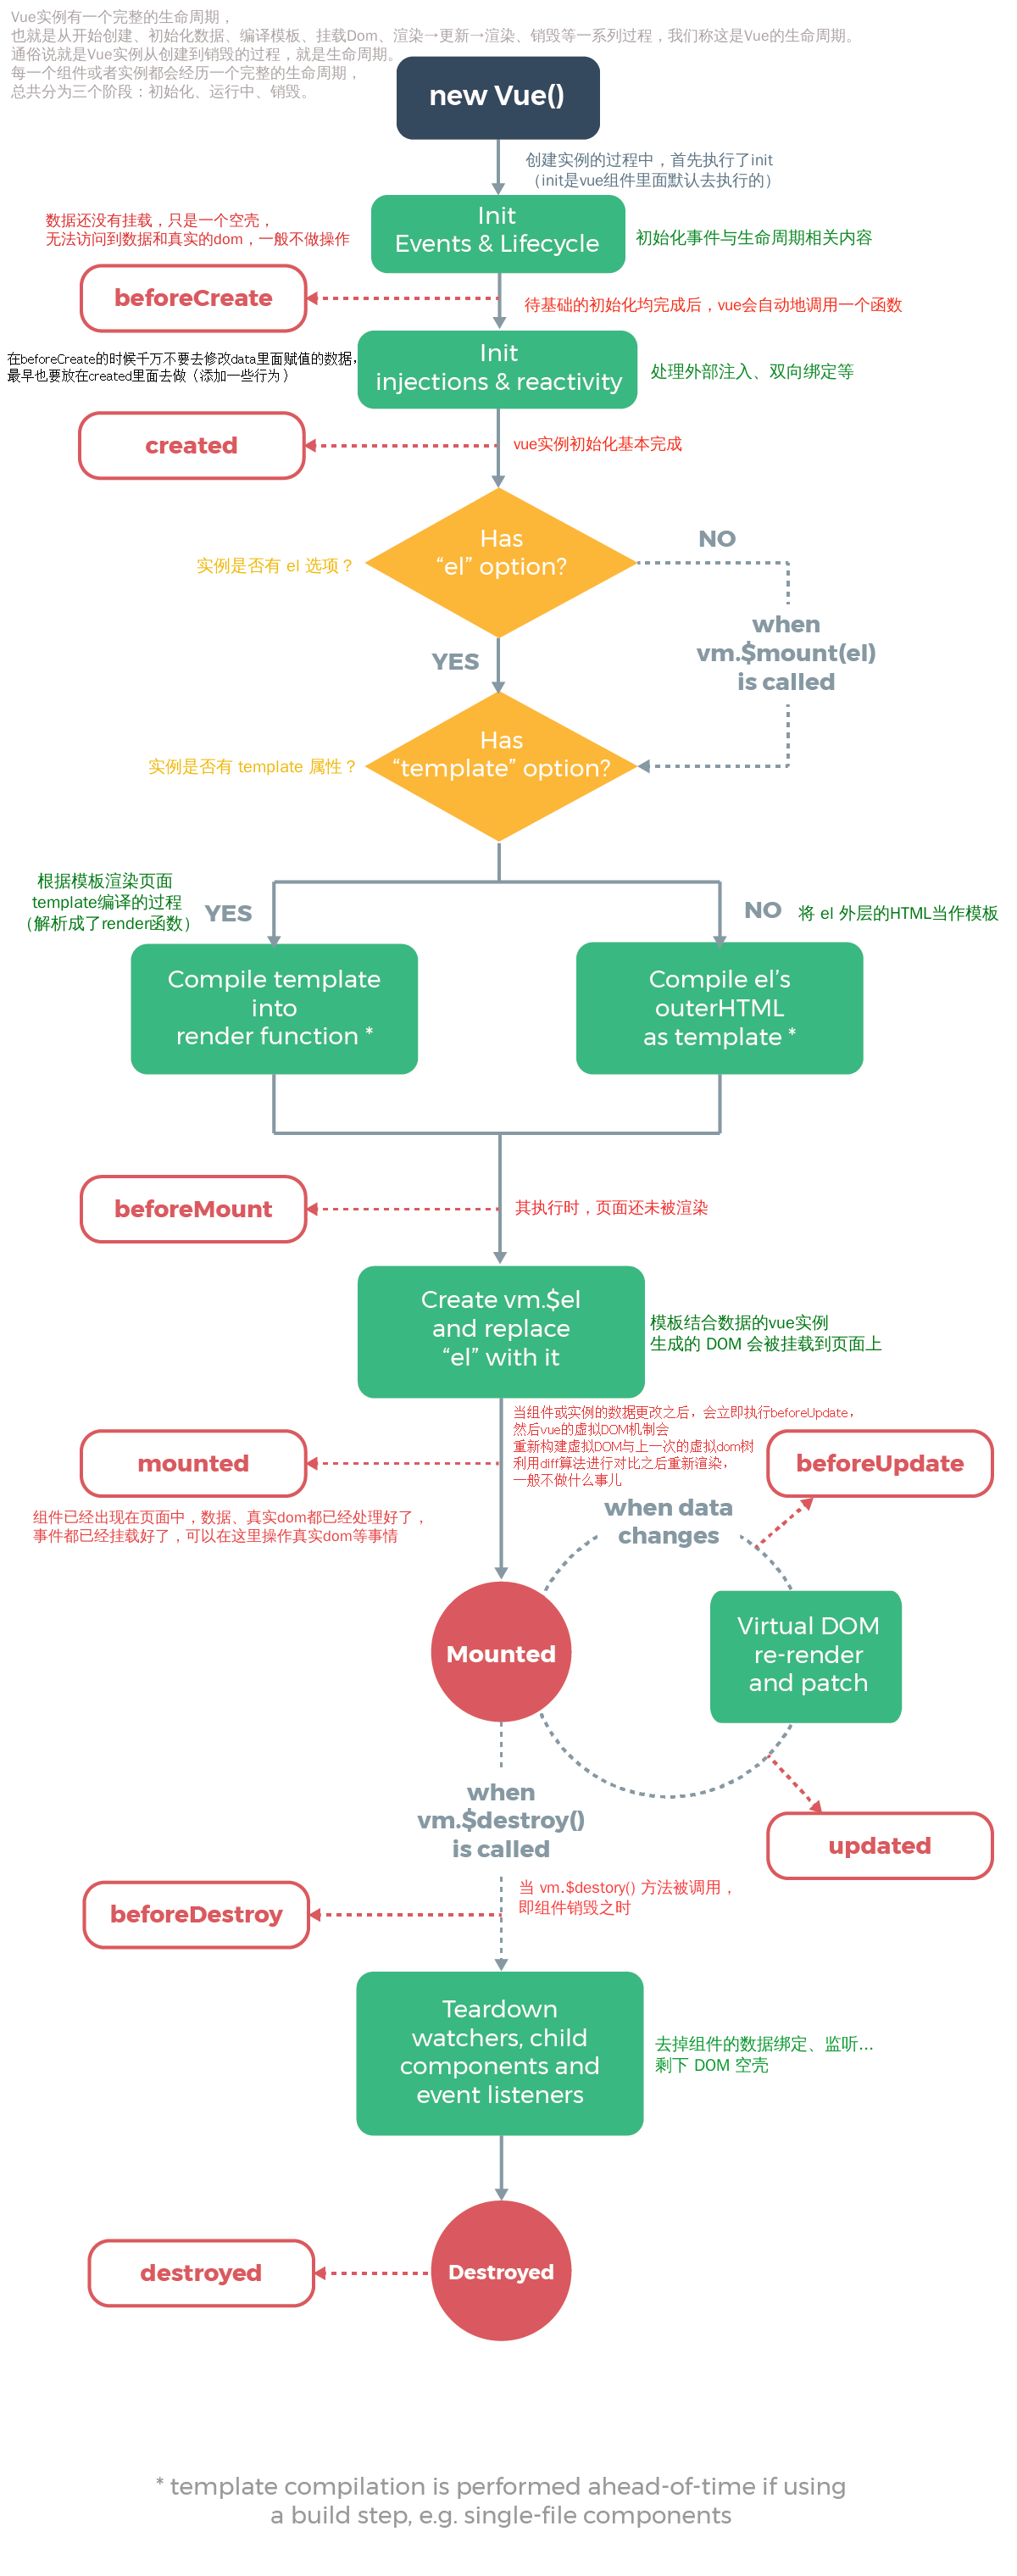 Vue实例有一个完整的生命周期，
也就是从开始创建、初始化数据、编译模板、挂载Dom、渲染→更新→渲染、销毁等一系列过程，我们称这是Vue的生命周期。
通俗说就是Vue实例从创建到销毁的过程，就是生命周期。
每一个组件或者实例都会经历一个完整的生命周期，
总共分为三个阶段：初始化、运行中、销毁。
new Vue()
创建实例的过程中，首先执行了init
（init是vue组件里面默认去执行的）
数据还没有挂载，只是一个空壳，
无法访问到数据和真实的dom，一般不做操作
Init
Events & Lifecycle
初始化事件与生命周期相关内容
beforeCreate
待基础的初始化均完成后，vue会自动地调用一个函数
在beforeCreate的时候千万不要去修改data里面赋值的数据，
最早也要放在created里面去做（添加一些行为）
Init
injections & reactivity
处理外部注入、双向绑定等
created
vue实例初始化基本完成
Has
“el” option?
实例是否有 el 选项？
NO
when
vm.$mount(el)
is called
YES
Has
“template” option?
实例是否有 template 属性？
根据模板渲染页面
template编译的过程
（解析成了render函数）
YES
NO
将 el 外层的HTML当作模板
Compile template
into
render function *
Compile el’s
outerHTML
as template *
beforeMount
其执行时，页面还未被渲染
Create vm.$el
and replace
“el” with it
模板结合数据的vue实例
生成的 DOM 会被挂载到页面上
当组件或实例的数据更改之后，会立即执行beforeUpdate，
然后vue的虚拟DOM机制会
重新构建虚拟DOM与上一次的虚拟dom树
利用diff算法进行对比之后重新渲染，
一般不做什么事儿
mounted
beforeUpdate
组件已经出现在页面中，数据、真实dom都已经处理好了，
事件都已经挂载好了，可以在这里操作真实dom等事情
when data
changes
Mounted
Virtual DOM
re-render
and patch
when
vm.$destroy()
is called
updated
当 vm.$destory() 方法被调用，
即组件销毁之时
beforeDestroy
Teardown
watchers, child
components and
event listeners
去掉组件的数据绑定、监听...
剩下 DOM 空壳
destroyed
Destroyed
* template compilation is performed ahead-of-time if using
a build step, e.g. single-file components